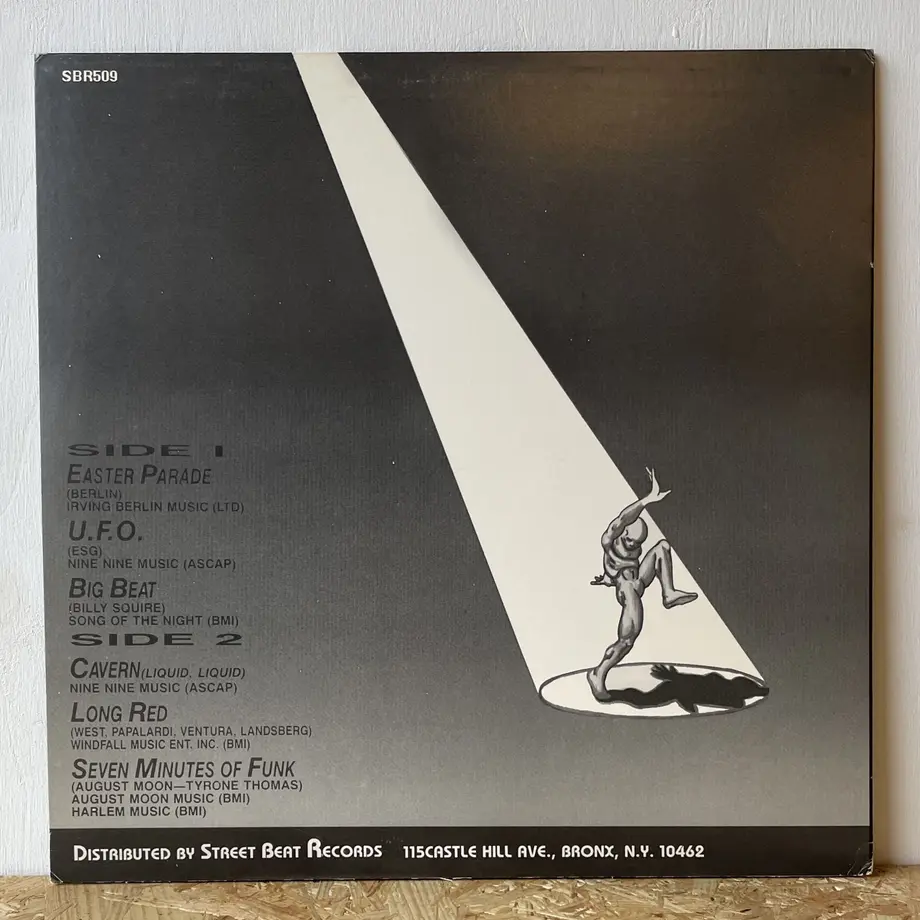 SBR509
SIDE 1
EASTER PARADE
(BERLIN)
IRVING BERLIN MUSIC (LTD)
U.F.O.
(ESG)
NINE NINE MUSIC (ASCAP)
BIG BEAT
(BILLY SQUIRE)
SONG OF THE NIGHT (BMI)
SIDE 2
CAVERN (LIQUID, LIQUID)
NINE NINE MUSIC (ASCAP)
LONG RED
(WEST, PAPALARDI, VENTURA, LANDSBERG)
WINDFALL MUSIC ENT. INC. (BMI)
SEVEN MINUTES OF FUNK
(AUGUST MOON—TYRONE THOMAS)
AUGUST MOON MUSIC (BMI)
HARLEM MUSIC (BMI)
DISTRIBUTED BY STREET BEAT RECORDS 115CASTLE HILL AVE., BRONX, N.Y. 10462